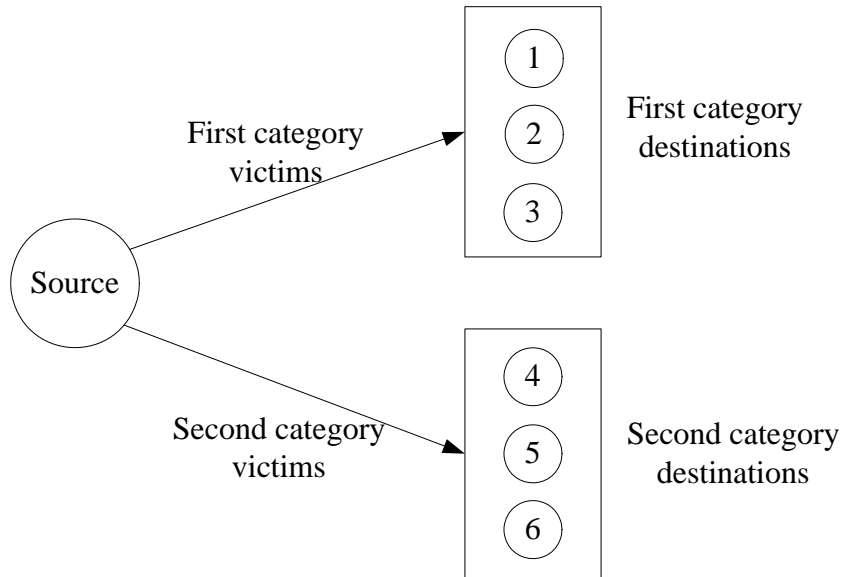 1
First category
destinations
2
First category
victims
3
Source
4
Second category
victims
5
Second category
destinations
6